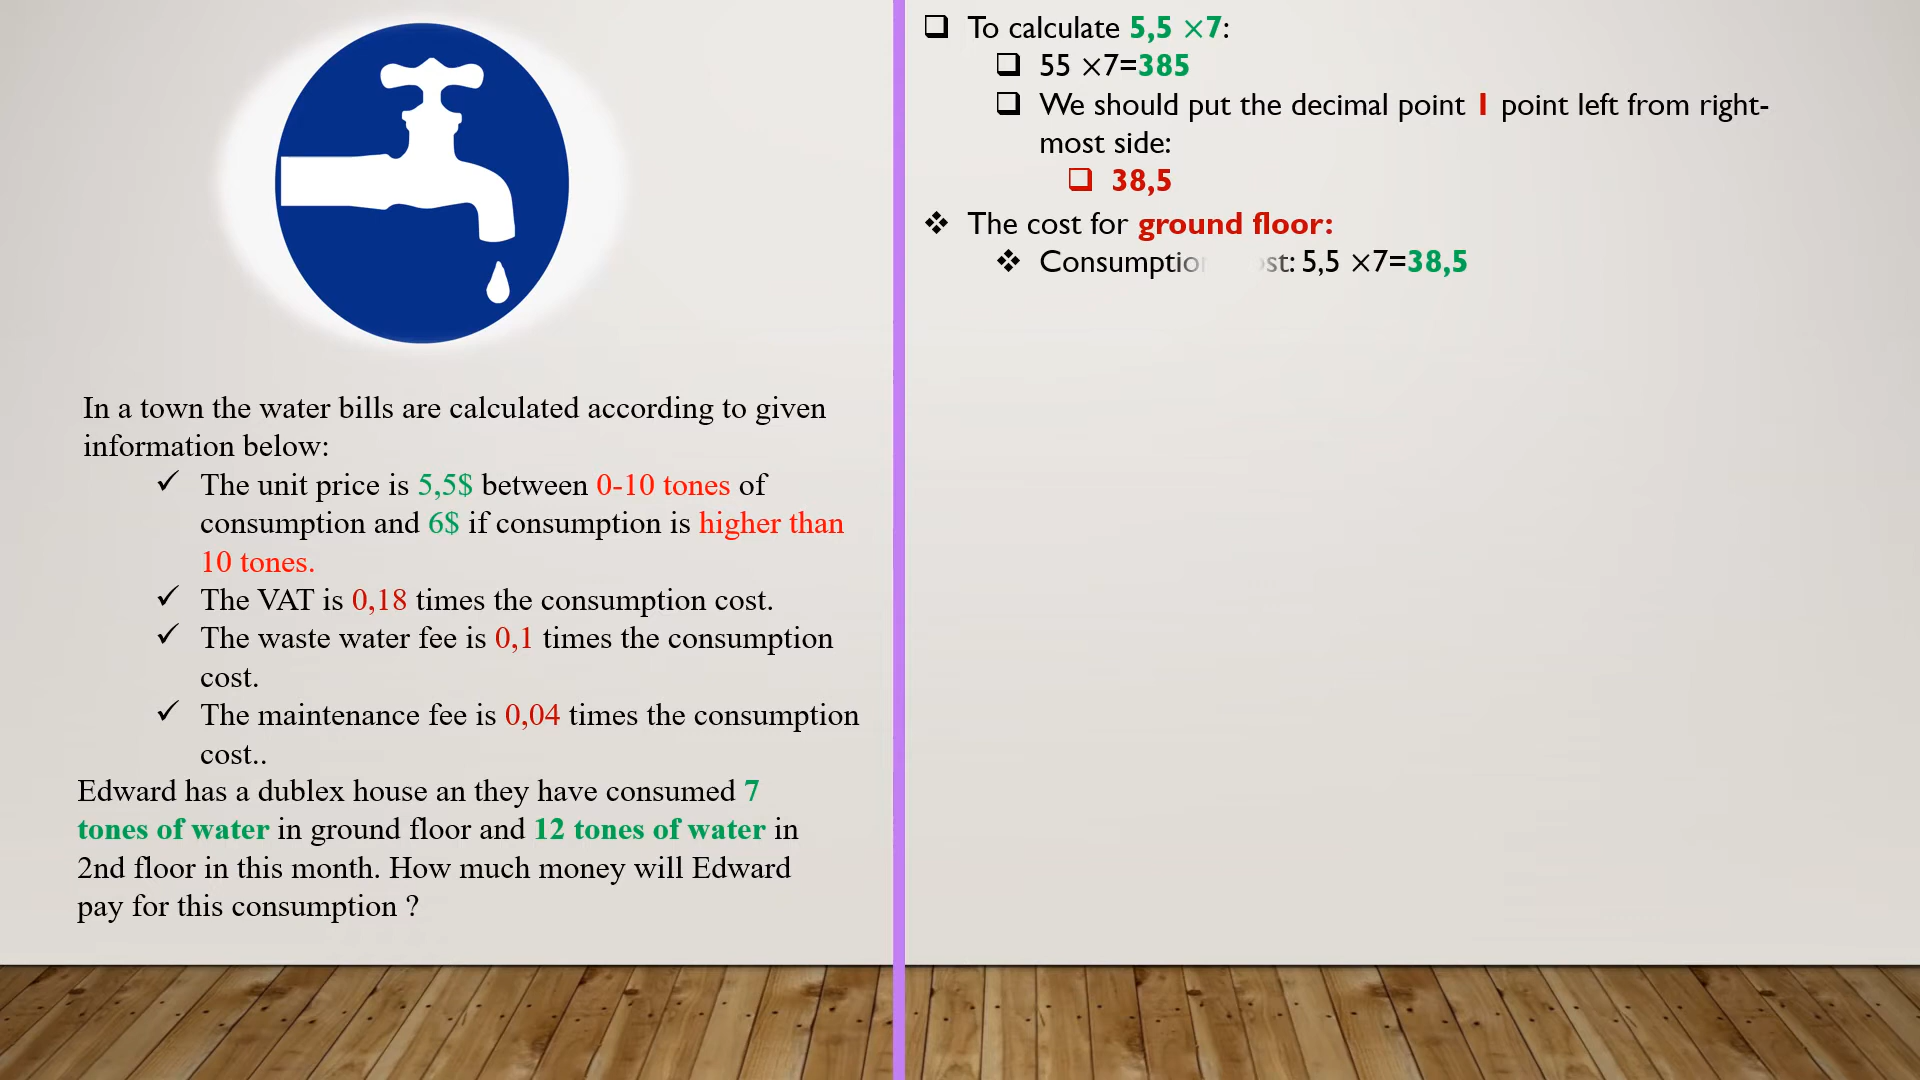 In a town the water bills are calculated according to given
information below:
✓ The unit price is 5,5$ between 0-10 tones of
consumption and 6$ if consumption is higher than
10 tones.
✓ The VAT is 0,18 times the consumption cost.
✓ The waste water fee is 0,1 times the consumption
cost.
✓ The maintenance fee is 0,04 times the consumption
cost..
Edward has a dublex house an they have consumed 7
tones of water in ground floor and 12 tones of water in
2nd floor in this month. How much money will Edward
pay for this consumption ?
❑ To calculate 5,5 ×7:
❑ 55 ×7=385
❑ We should put the decimal point 1 point left from right-
most side:
❑ 38,5
❖ The cost for ground floor:
❖ 5,5 ×7=38,5